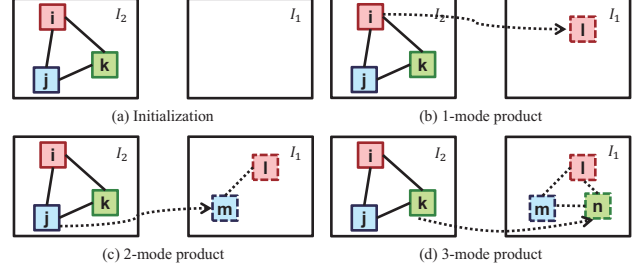 i
j
k
I₂
I₁
(a) Initialization
i
j
k
I₂
l
I₁
(b) 1-mode product
i
j
k
I₂
l
m
I₁
(c) 2-mode product
i
j
k
I₂
l
m
n
I₁
(d) 3-mode product